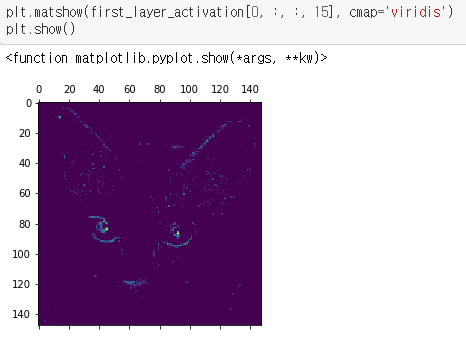 plt.matshow(first_layer_activation[0, :, :, 15], cmap='viridis')
plt.show()
<function matplotlib.pyplot.show(*args, **kw)>
0 20 40 60 80 100 120 140
0
20
40
60
80
100
120
140